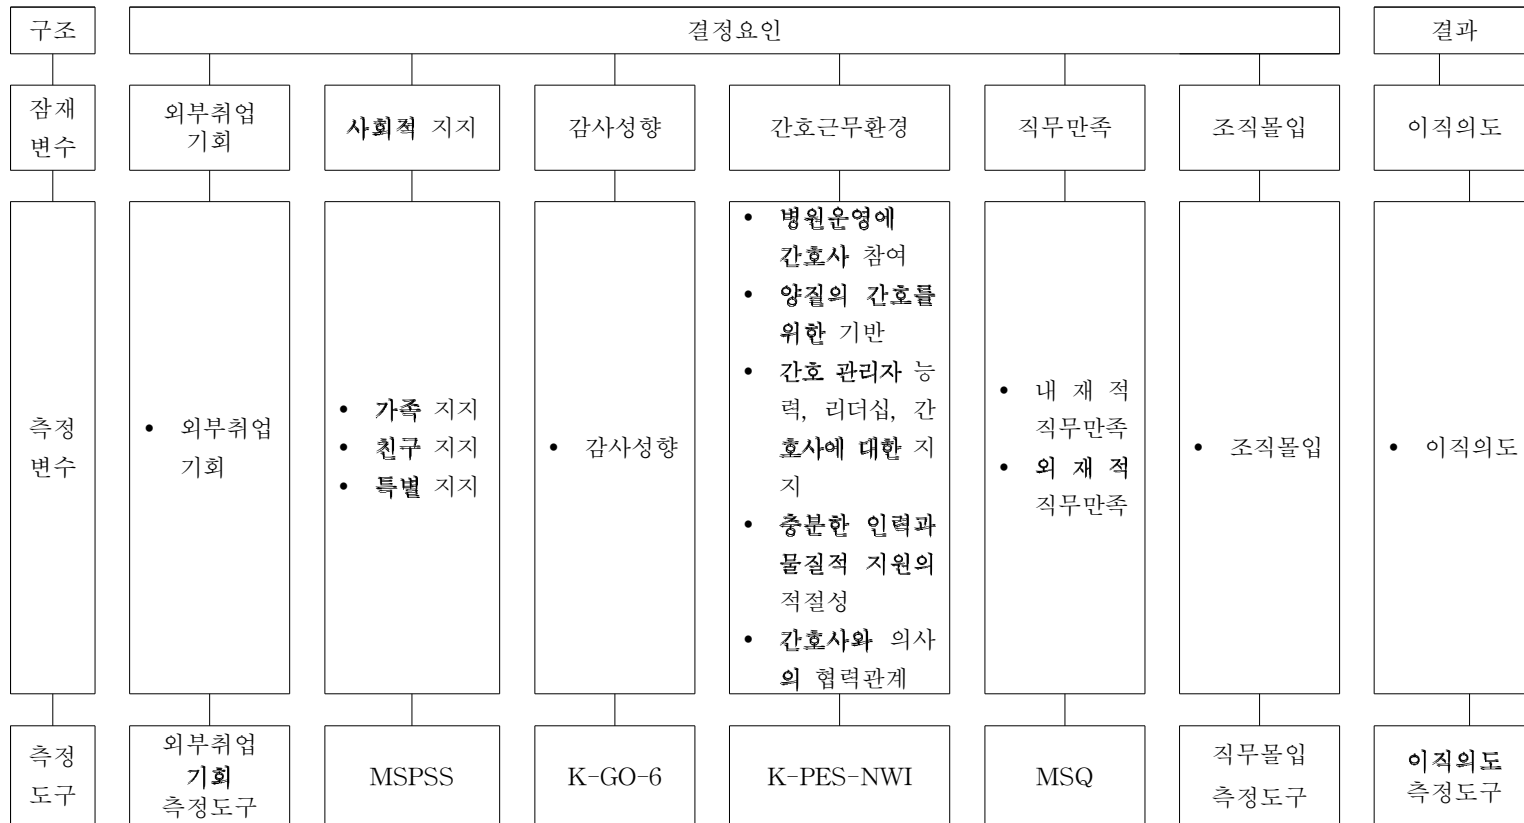 구조
결정요인
결과
잠재
변수
외부취업
기회
사회적 지지
감사성향
간호근무환경
직무만족
조직몰입
이직의도
측정
변수
• 외부취업
기회
• 가족 지지
• 친구 지지
• 특별 지지
• 감사성향
• 병원운영에
간호사 참여
• 양질의 간호를
위한 기반
• 간호 관리자 능
력, 리더십, 간
호사에 대한 지
지
• 충분한 인력과
물질적 지원의
적절성
• 간호사와 의사
의 협력관계
• 내 재 적
직무만족
• 외 재 적
직무만족
• 조직몰입
• 이직의도
측정
도구
외부취업
기회
측정도구
MSPSS
K-GO-6
K-PES-NWI
MSQ
직무몰입
측정도구
이직의도
측정도구